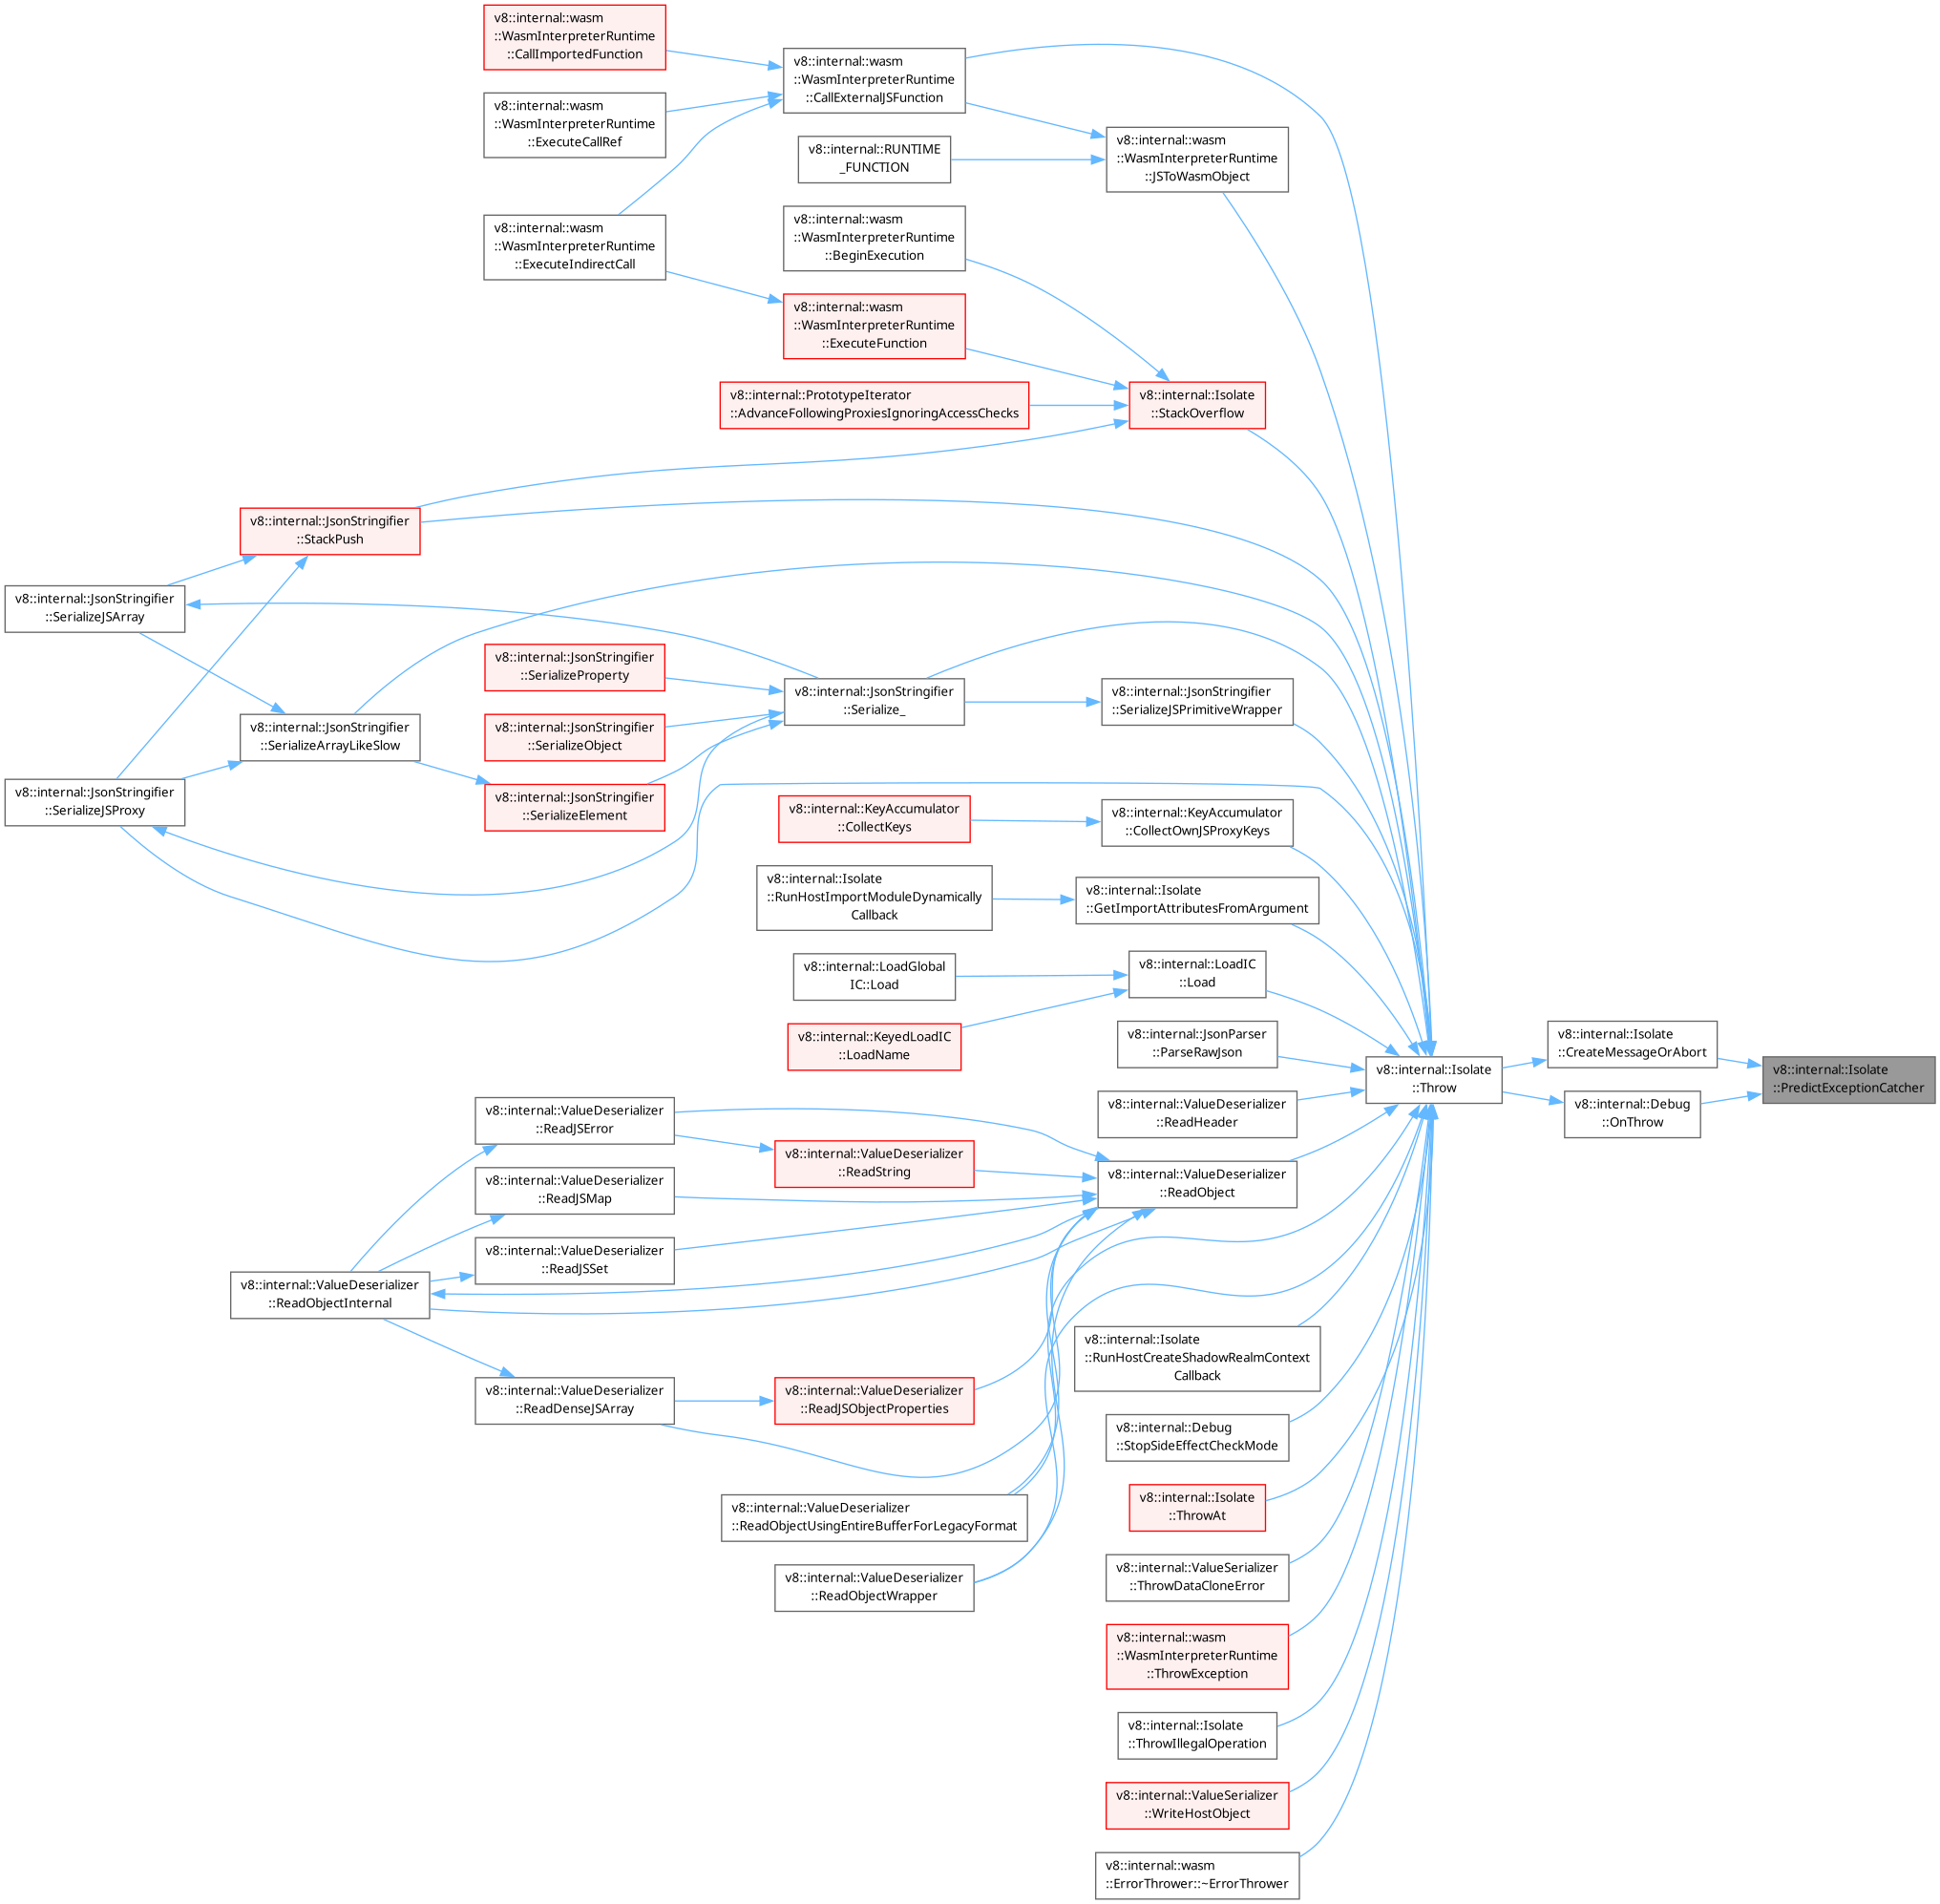 v8::internal::wasm
::WasmInterpreterRuntime
::CallImportedFunction
v8::internal::wasm
::WasmInterpreterRuntime
::CallExternalJSFunction
v8::internal::wasm
::WasmInterpreterRuntime
::ExecuteCallRef
v8::internal::RUNTIME
_FUNCTION
v8::internal::wasm
::WasmInterpreterRuntime
::JSToWasmObject
v8::internal::wasm
::WasmInterpreterRuntime
::ExecuteIndirectCall
v8::internal::wasm
::WasmInterpreterRuntime
::BeginExecution
v8::internal::wasm
::WasmInterpreterRuntime
::ExecuteFunction
v8::internal::PrototypeIterator
::AdvanceFollowingProxiesIgnoringAccessChecks
v8::internal::Isolate
::StackOverflow
v8::internal::JsonStringifier
::StackPush
v8::internal::JsonStringifier
::SerializeJSArray
v8::internal::JsonStringifier
::SerializeProperty
v8::internal::JsonStringifier
::Serialize_
v8::internal::JsonStringifier
::SerializeJSPrimitiveWrapper
v8::internal::JsonStringifier
::SerializeArrayLikeSlow
v8::internal::JsonStringifier
::SerializeObject
v8::internal::JsonStringifier
::SerializeJSProxy
v8::internal::JsonStringifier
::SerializeElement
v8::internal::KeyAccumulator
::CollectKeys
v8::internal::KeyAccumulator
::CollectOwnJSProxyKeys
v8::internal::Isolate
::RunHostImportModuleDynamically
Callback
v8::internal::Isolate
::GetImportAttributesFromArgument
v8::internal::LoadGlobal
IC::Load
v8::internal::LoadIC
::Load
v8::internal::KeyedLoadIC
::LoadName
v8::internal::JsonParser
::ParseRawJson
v8::internal::Isolate
::Throw
v8::internal::Isolate
::CreateMessageOrAbort
v8::internal::Isolate
::PredictExceptionCatcher
v8::internal::Debug
::OnThrow
v8::internal::ValueDeserializer
::ReadHeader
v8::internal::ValueDeserializer
::ReadJSError
v8::internal::ValueDeserializer
::ReadString
v8::internal::ValueDeserializer
::ReadObject
v8::internal::ValueDeserializer
::ReadJSMap
v8::internal::ValueDeserializer
::ReadJSSet
v8::internal::ValueDeserializer
::ReadObjectInternal
v8::internal::Isolate
::RunHostCreateShadowRealmContext
Callback
v8::internal::ValueDeserializer
::ReadDenseJSArray
v8::internal::ValueDeserializer
::ReadJSObjectProperties
v8::internal::Debug
::StopSideEffectCheckMode
v8::internal::ValueDeserializer
::ReadObjectUsingEntireBufferForLegacyFormat
v8::internal::Isolate
::ThrowAt
v8::internal::ValueDeserializer
::ReadObjectWrapper
v8::internal::ValueSerializer
::ThrowDataCloneError
v8::internal::wasm
::WasmInterpreterRuntime
::ThrowException
v8::internal::Isolate
::ThrowIllegalOperation
v8::internal::ValueSerializer
::WriteHostObject
v8::internal::wasm
::ErrorThrower::~ErrorThrower